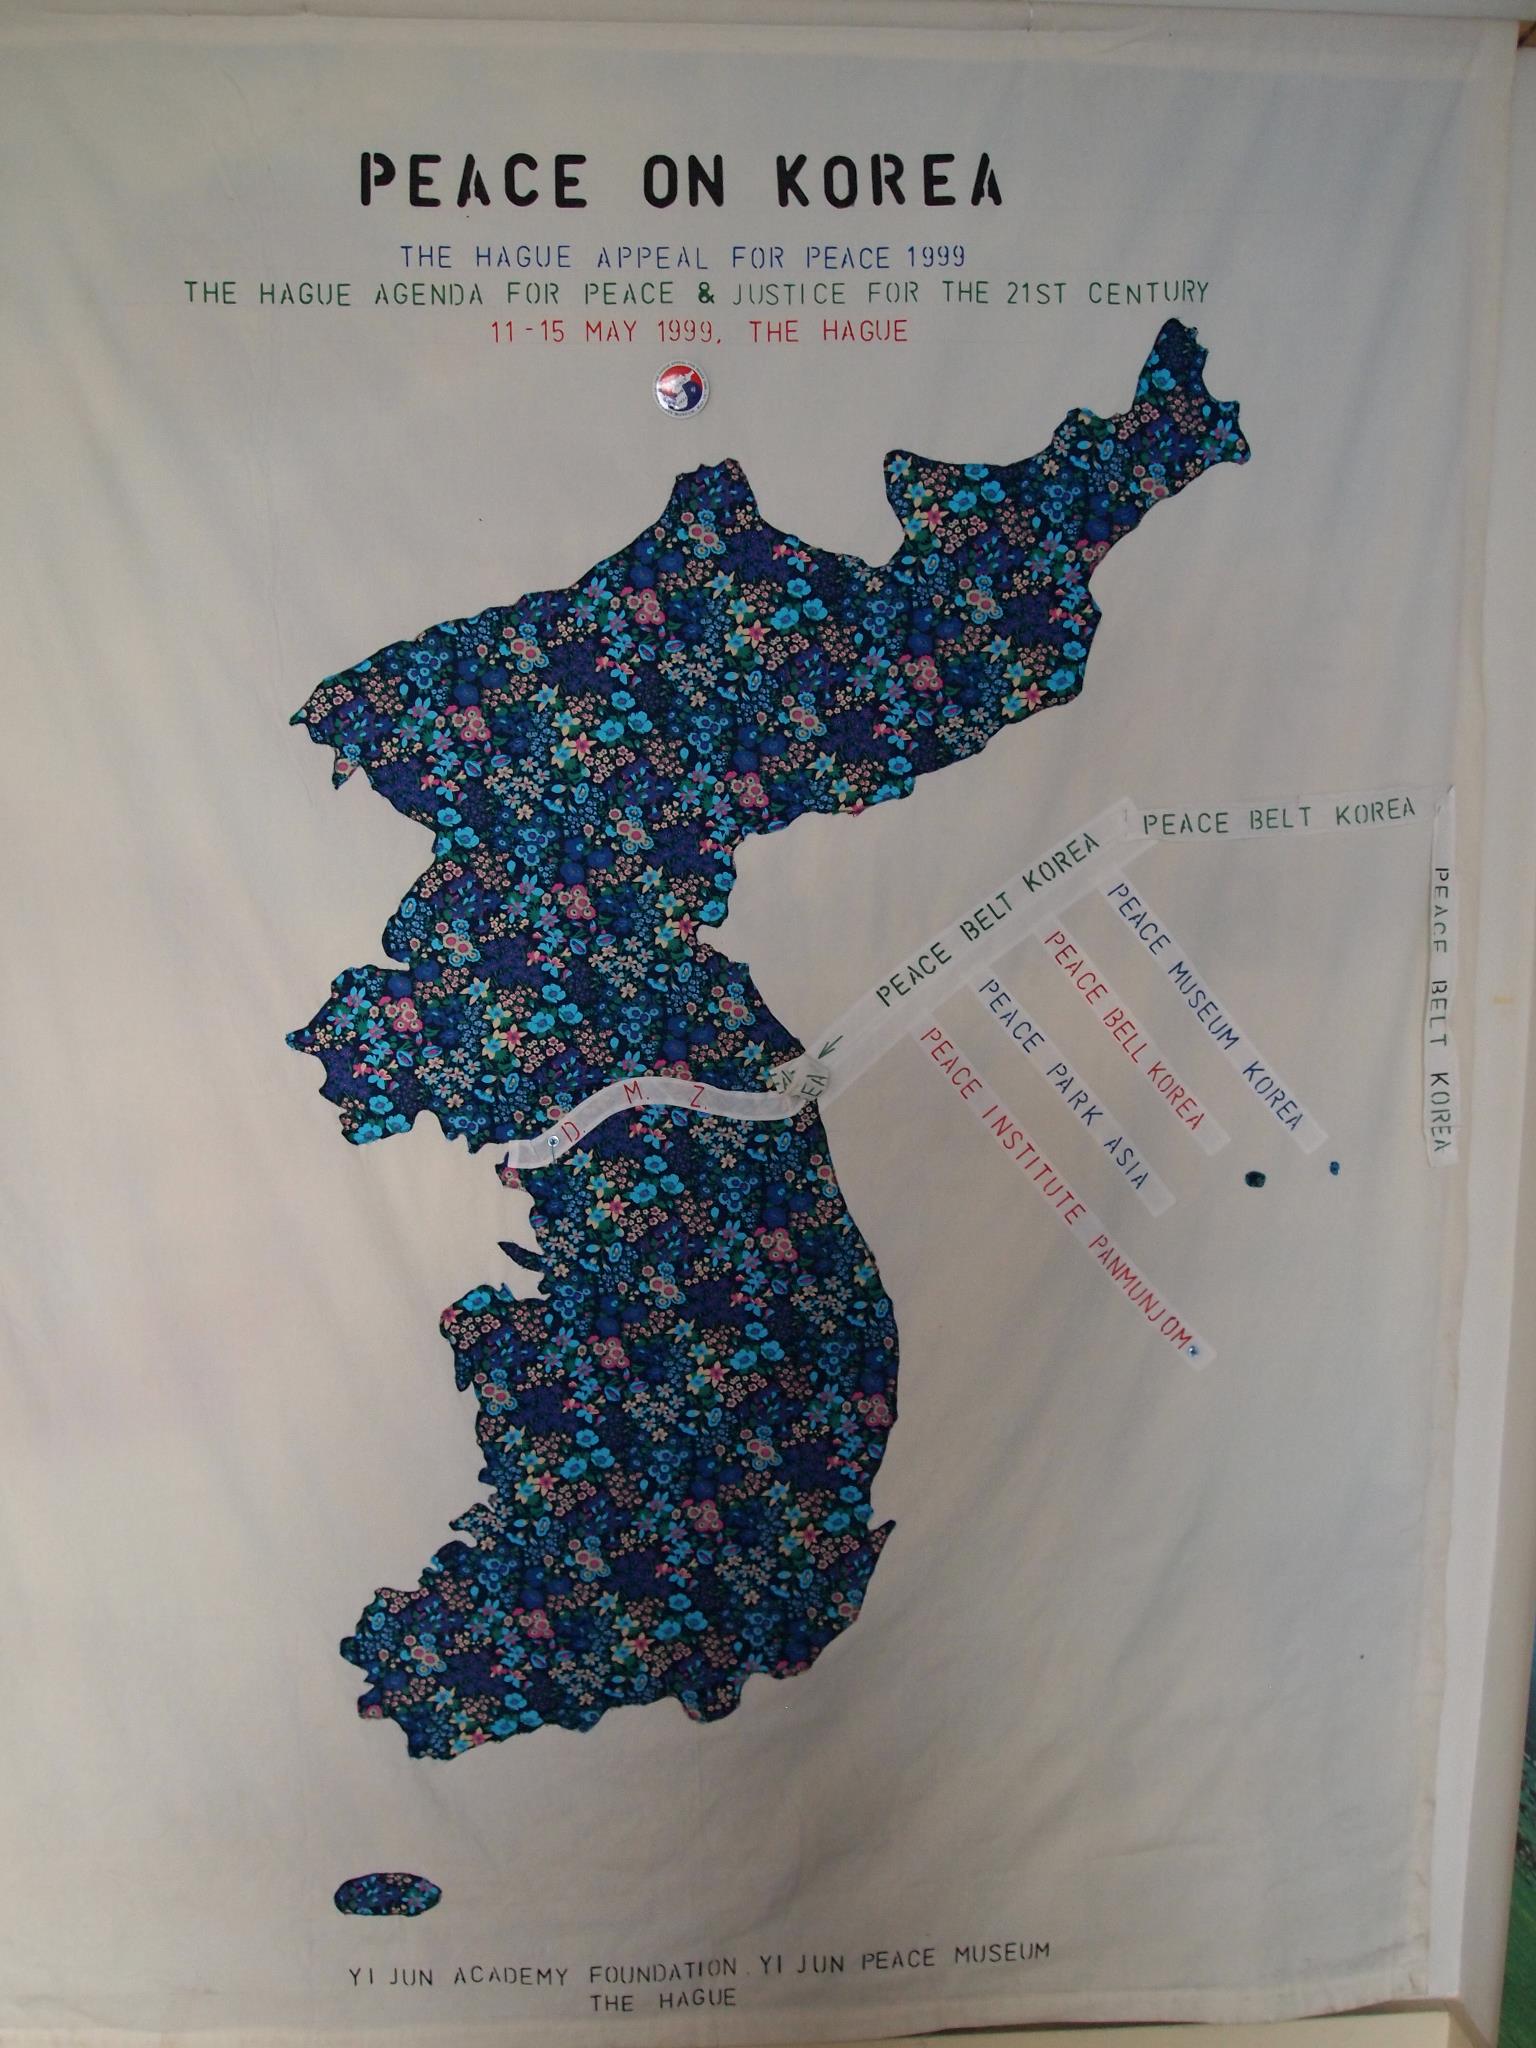 PEACE ON KOREA
THE HAGUE APPEAL FOR PEACE 1999
THE HAGUE AGENDA FOR PEACE & JUSTICE FOR THE 21ST CENTURY
11-15 MAY 1999, THE HAGUE
PEACE BELT KOREA
PEACE BELT KOREA
PEACE BELT KOREA
PEACE MUSEUM KOREA
PEACE BELL KOREA
PEACE PARK ASIA
PEACE INSTITUTE PANMUNJOM
D. M. Z.
YI JUN ACADEMY FOUNDATION. YI JUN PEACE MUSEUM
THE HAGUE